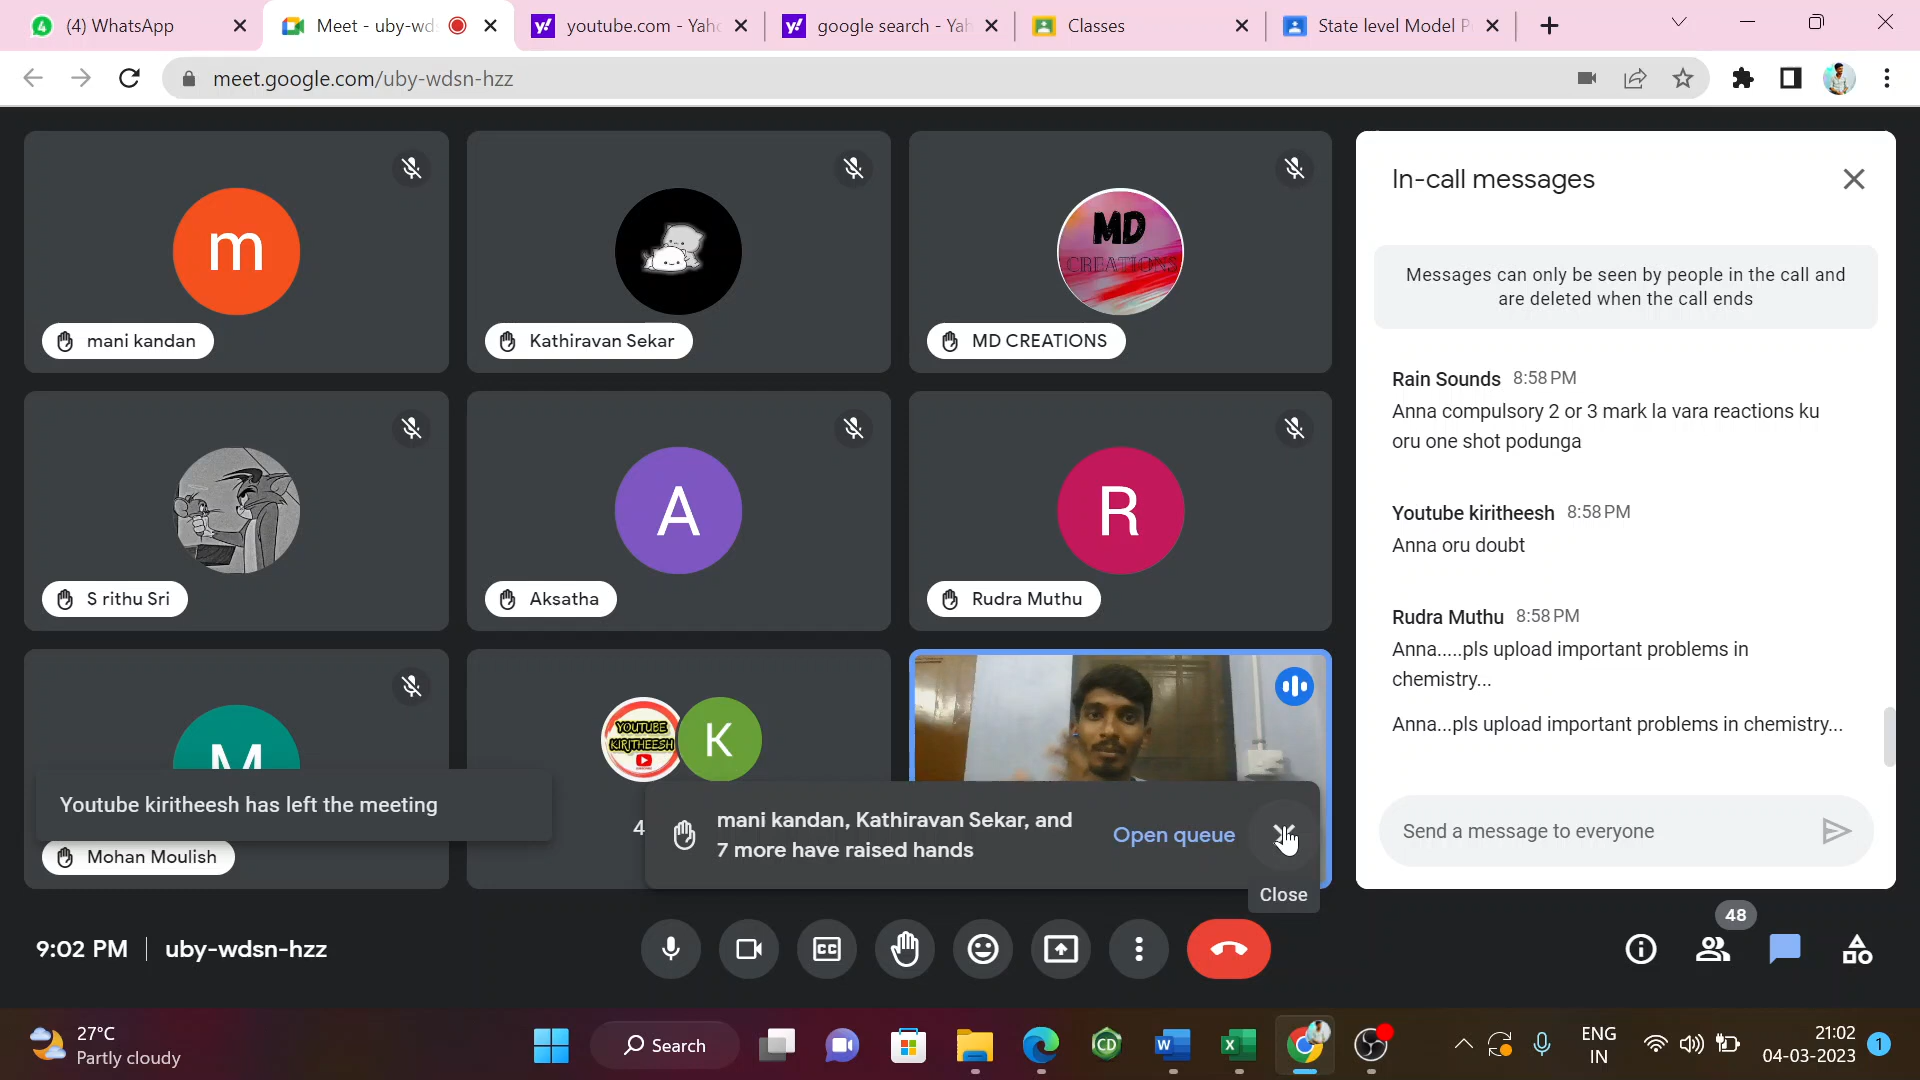 (4) WhatsApp
Meet - uby-wds
youtube.com - Yaho
google search - Yah
Classes
State level Model P
meet.google.com/uby-wdsn-hzz
m
mani kandan
Kathiravan Sekar
MD
CREATIONS
MD CREATIONS
S rithu Sri
A
Aksatha
R
Rudra Muthu
M
Youtube kiritheesh has left the meeting
Mohan Moulish
YOUTUBE
KIRITHEESH
K
4
mani kandan, Kathiravan Sekar, and
7 more have raised hands
Open queue
Close
In-call messages
Messages can only be seen by people in the call and
are deleted when the call ends
Rain Sounds 8:58 PM
Anna compulsory 2 or 3 mark la vara reactions ku
oru one shot podunga
Youtube kiritheesh 8:58 PM
Anna oru doubt
Rudra Muthu 8:58 PM
Anna.....pls upload important problems in
chemistry...
Anna...pls upload important problems in chemistry...
Send a message to everyone
9:02 PM uby-wdsn-hzz
CC
48
27°C
Partly cloudy
Search
CD
W
X
ENG
IN
21:02
04-03-2023
1